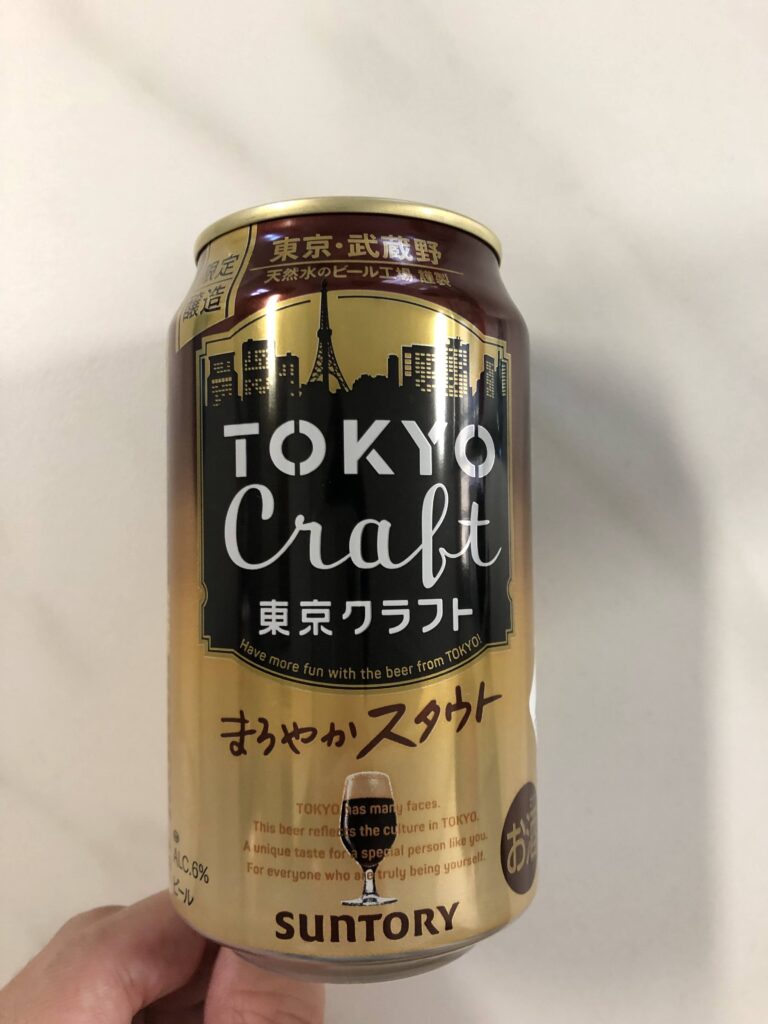 東京・武蔵野
天然水のビール工場 謹製
限定
醸造
TOKYO
Craft
東京クラフト
Have more fun with the beer from TOKYO!
まろやかスタウト
TOKYO has many faces.
This beer reflects the culture in TOKYO.
A unique taste for a special person like you.
For everyone who are truly being yourself.
ALC.6%
ビール
お酒
SUNTORY